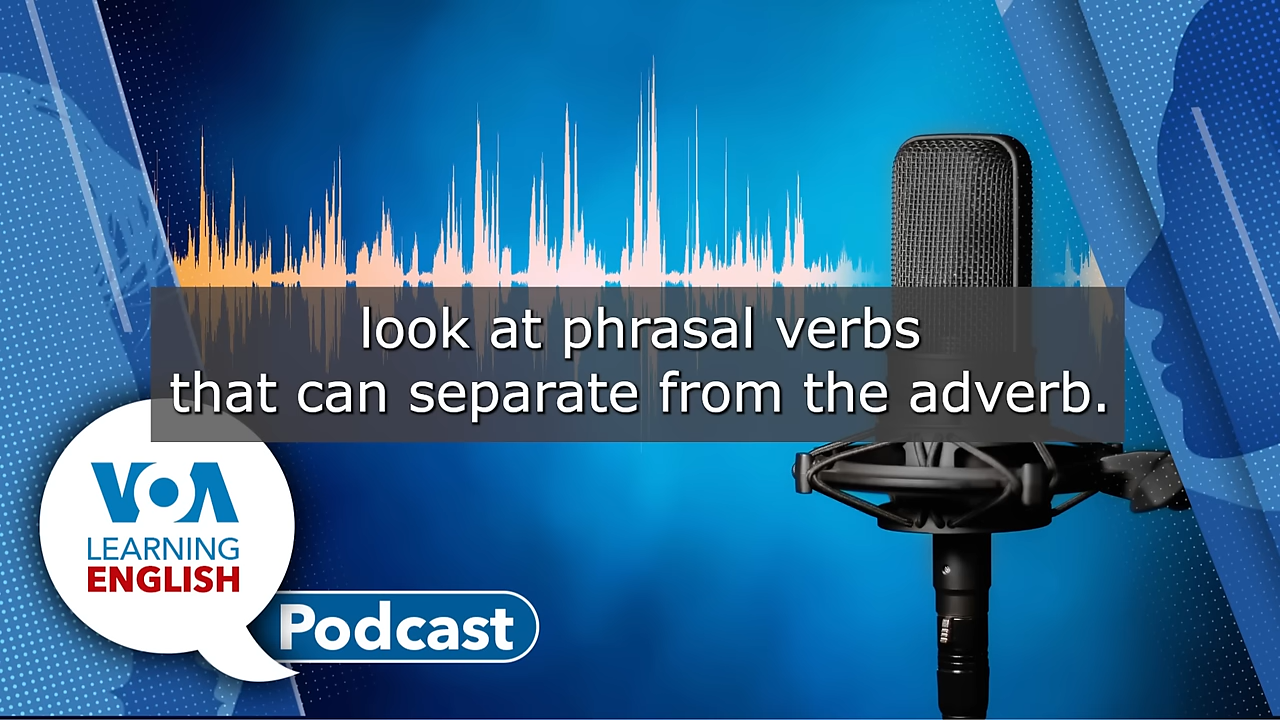 look at phrasal verbs
that can separate from the adverb.
VOA
LEARNING
ENGLISH
Podcast